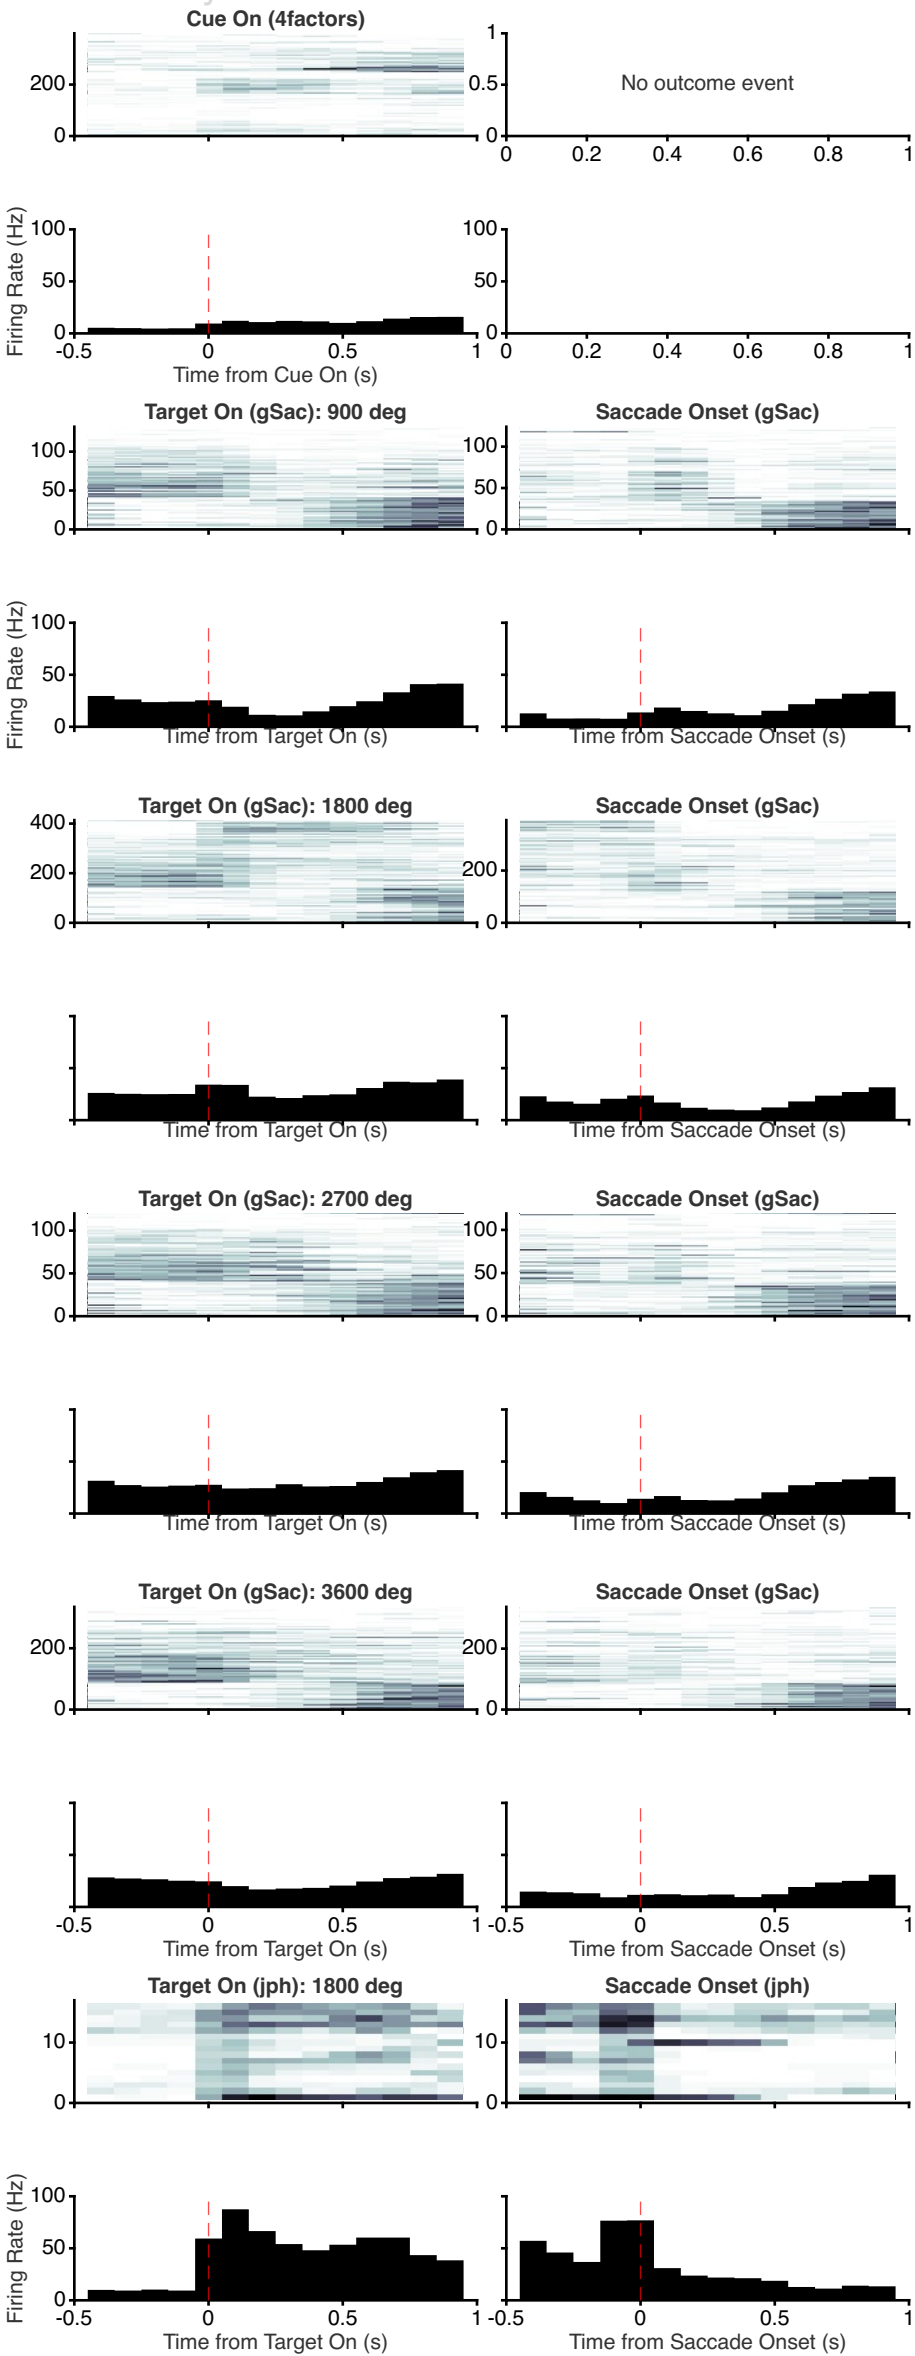 Cue On (4factors)
200
0
1
0.5
0
No outcome event
0 0.2 0.4 0.6 0.8 1
Firing Rate (Hz)
100
50
0
-0.5 0 0.5 1
Time from Cue On (s)
100
50
0
0 0.2 0.4 0.6 0.8 1
Target On (gSac): 900 deg
100
50
0
Saccade Onset (gSac)
100
50
0
Firing Rate (Hz)
100
50
0
Time from Target On (s)
Time from Saccade Onset (s)
Target On (gSac): 1800 deg
400
200
0
Saccade Onset (gSac)
200
0
Time from Target On (s)
Time from Saccade Onset (s)
Target On (gSac): 2700 deg
100
50
0
Saccade Onset (gSac)
100
50
0
Time from Target On (s)
Time from Saccade Onset (s)
Target On (gSac): 3600 deg
200
0
Saccade Onset (gSac)
200
0
-0.5 0 0.5 1
Time from Target On (s)
-0.5 0 0.5 1
Time from Saccade Onset (s)
Target On (jph): 1800 deg
10
0
Saccade Onset (jph)
10
0
Firing Rate (Hz)
100
50
0
-0.5 0 0.5 1
Time from Target On (s)
-0.5 0 0.5 1
Time from Saccade Onset (s)